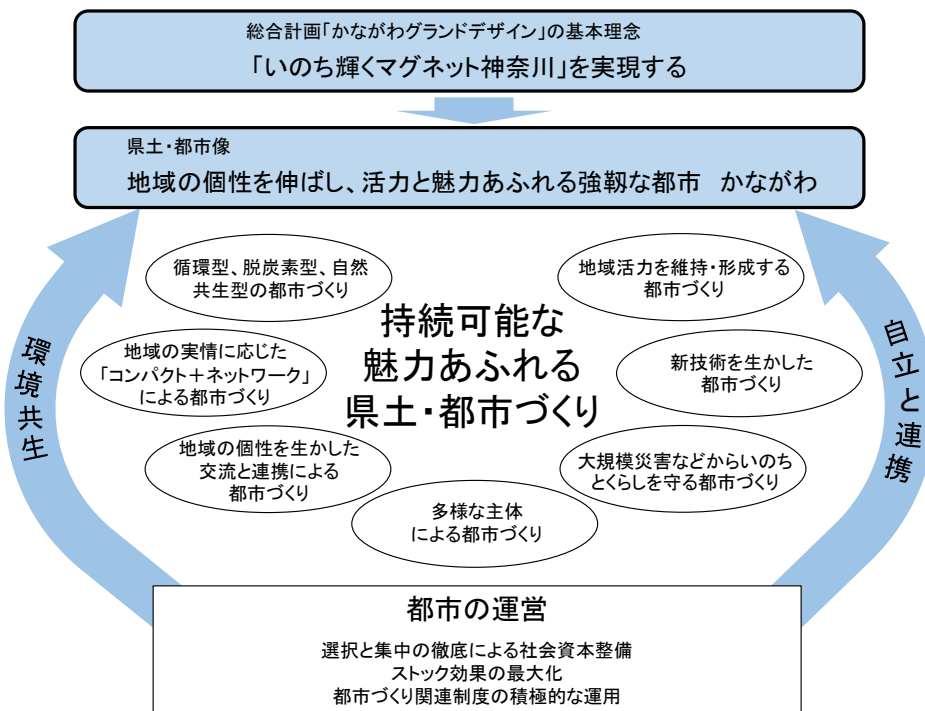 総合計画「かながわグランドデザイン」の基本理念
「いのち輝くマグネット神奈川」を実現する
県土・都市像
地域の個性を伸ばし、活力と魅力あふれる強靱な都市　かながわ
循環型、脱炭素型、自然
共生型の都市づくり
地域活力を維持・形成する
都市づくり
持続可能な
魅力あふれる
県土・都市づくり
環境共生
自立と連携
地域の実情に応じた
「コンパクト＋ネットワーク」
による都市づくり
新技術を生かした
都市づくり
地域の個性を生かした
交流と連携による
都市づくり
大規模災害などからいのち
とくらしを守る都市づくり
多様な主体
による都市づくり
都市の運営
選択と集中の徹底による社会資本整備
ストック効果の最大化
都市づくり関連制度の積極的な運用